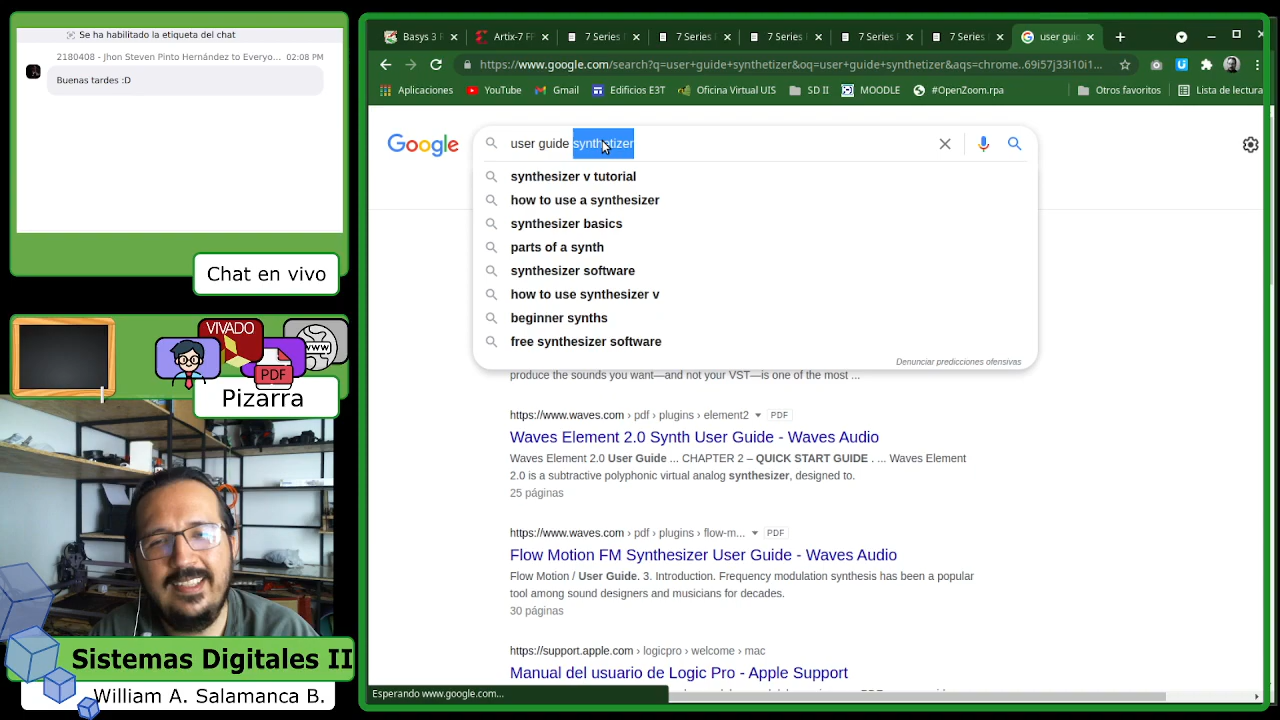 Se ha habilitado la etiqueta del chat
2180408 - Jhon Steven Pinto Hernández to Everyo... 02:08 PM
Buenas tardes :D
Chat en vivo
VIVADO
WWW
PDF
Pizarra
Sistemas Digitales II
William A. Salamanca B.
Basys 3 R
Artix-7 FP
7 Series
7 Series
7 Series
7 Series
7 Series
user guid
https://www.google.com/search?q=user+guide+synthetizer&oq=user+guide+synthetizer&aqs=chrome..69i57j33i10i1...
Aplicaciones
YouTube
Gmail
Edificios E3T
Oficina Virtual UIS
SD II
MOODLE
#OpenZoom.rpa
Otros favoritos
Lista de lectura
Google
user guide synthetizer
synthesizer v tutorial
how to use a synthesizer
synthesizer basics
parts of a synth
synthesizer software
how to use synthesizer v
beginner synths
free synthesizer software
Denunciar predicciones ofensivas
produce the sounds you want—and not your VST—is one of the most ...
https://www.waves.com › pdf › plugins › element2 PDF
Waves Element 2.0 Synth User Guide - Waves Audio
Waves Element 2.0 User Guide ... CHAPTER 2 – QUICK START GUIDE . ... Waves Element
2.0 is a subtractive polyphonic virtual analog synthesizer, designed to.
25 páginas
https://www.waves.com › pdf › plugins › flow-m... PDF
Flow Motion FM Synthesizer User Guide - Waves Audio
Flow Motion / User Guide. 3. Introduction. Frequency modulation synthesis has been a popular
tool among sound designers and musicians for decades.
30 páginas
https://support.apple.com › logicpro › welcome › mac
Manual del usuario de Logic Pro - Apple Support
Esperando www.google.com...